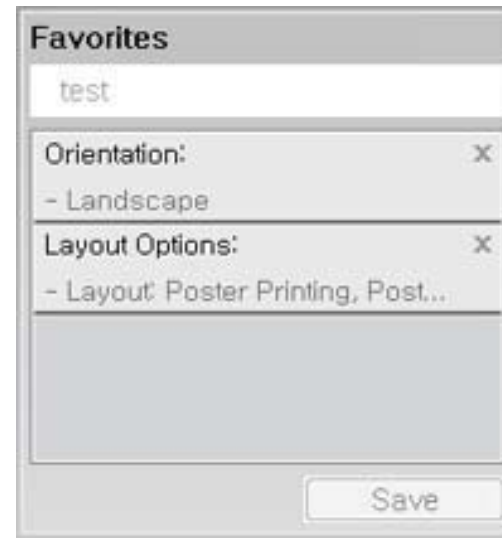 Favorites
test
Orientation:
x
- Landscape
Layout Options:
x
- Layout: Poster Printing, Post...
Save